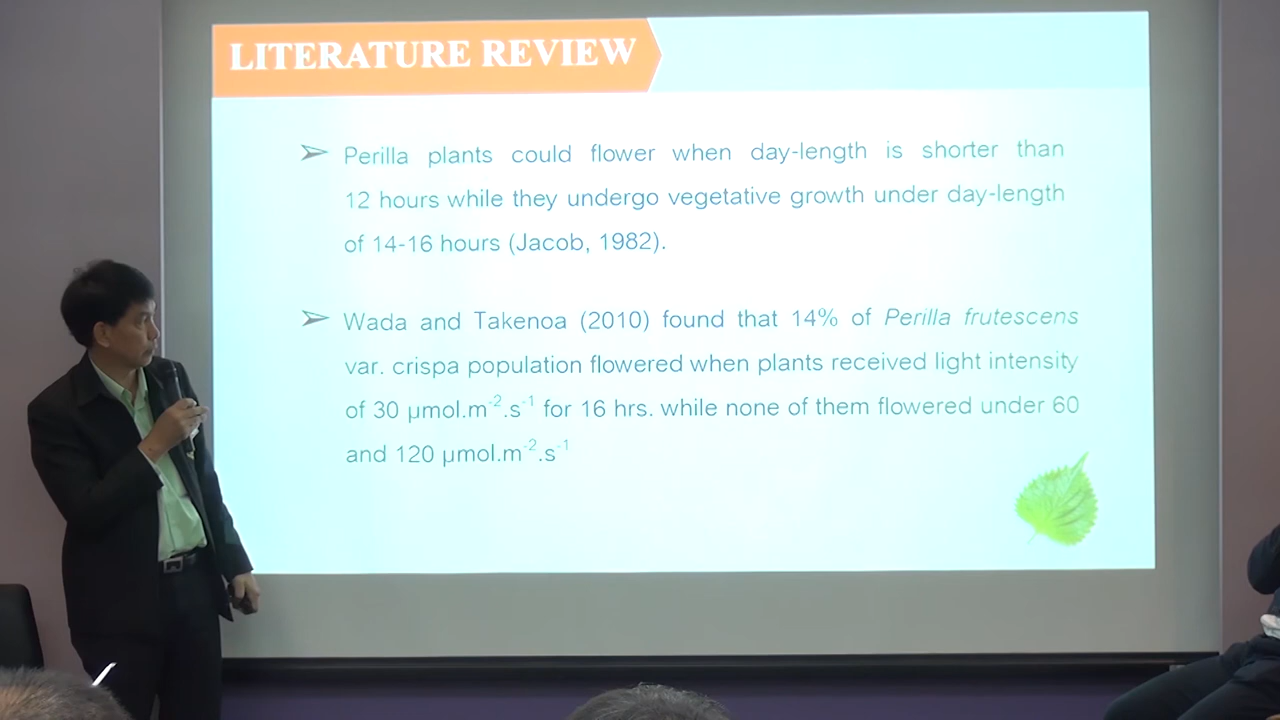 LITERATURE REVIEW
Perilla plants could flower when day-length is shorter than
12 hours while they undergo vegetative growth under day-length
of 14-16 hours (Jacob, 1982).
Wada and Takenoa (2010) found that 14% of Perilla frutescens
var. crispa population flowered when plants received light intensity
of 30 µmol.m⁻².s⁻¹ for 16 hrs. while none of them flowered under 60
and 120 µmol.m⁻².s⁻¹